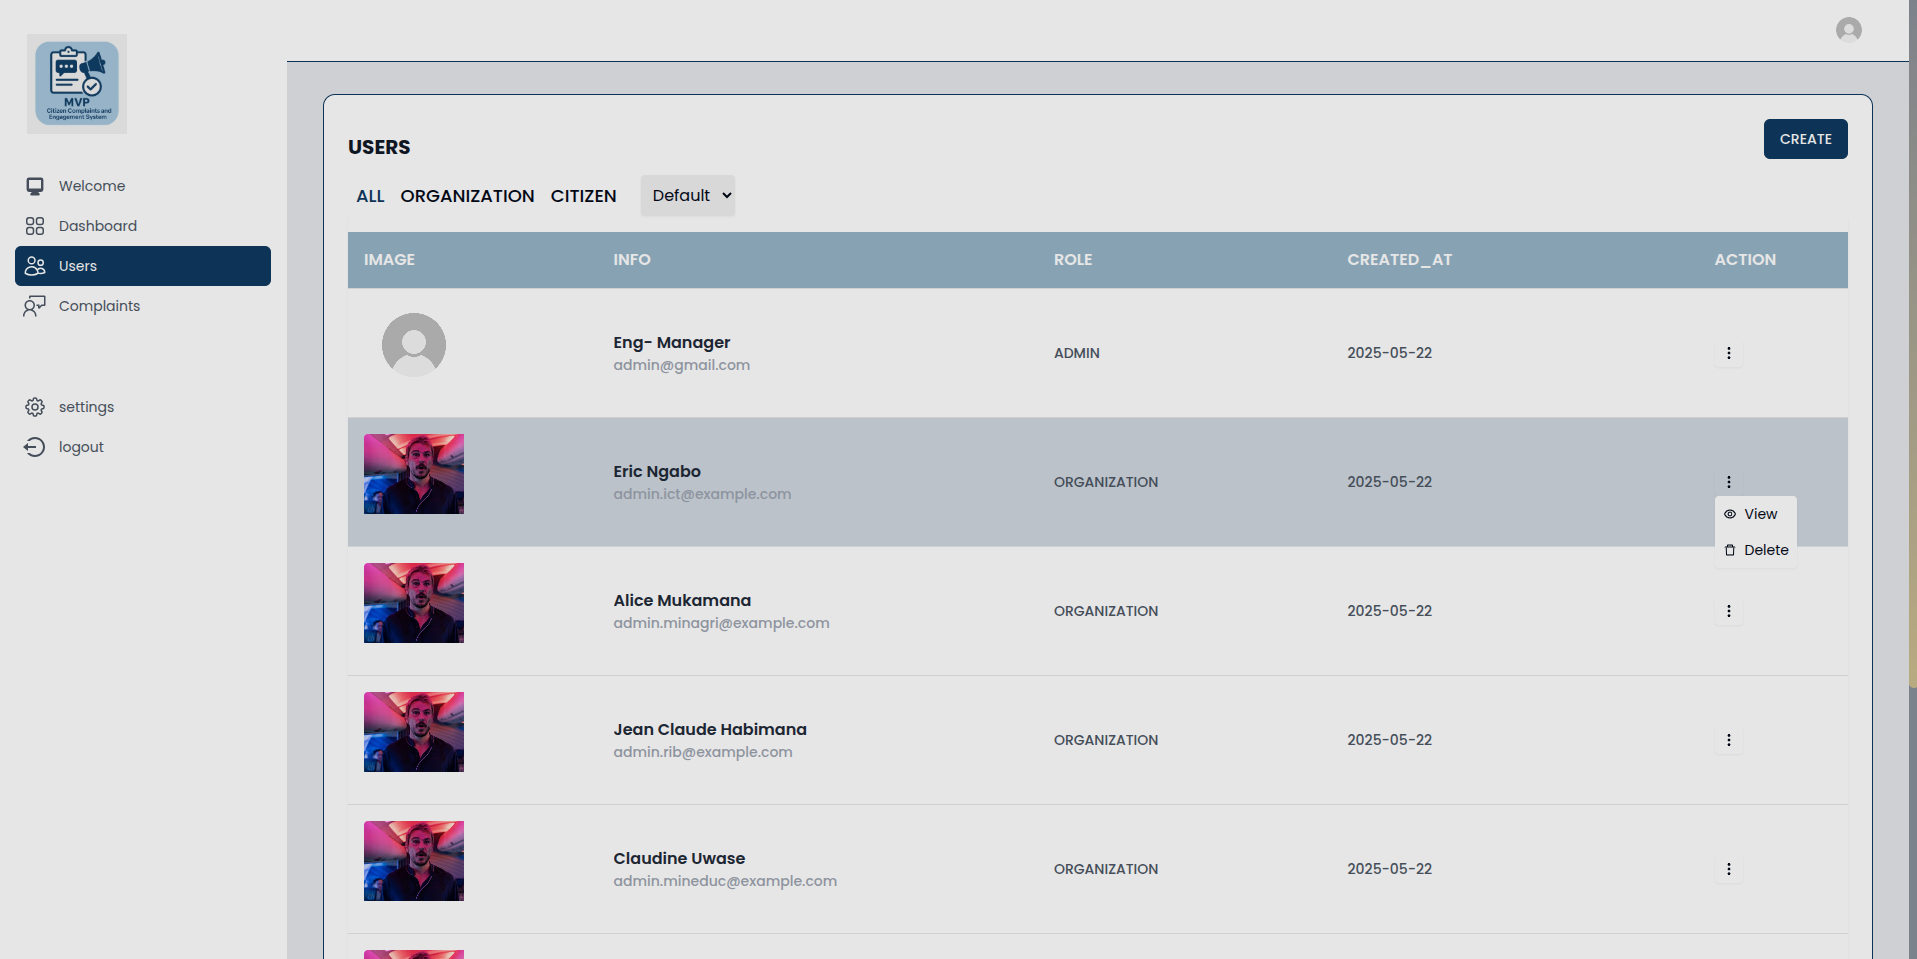 MVP
Citizen Complaints and
Engagement System
Welcome
Dashboard
Users
Complaints
settings
logout
USERS
CREATE
ALL ORGANIZATION CITIZEN Default
IMAGE INFO ROLE CREATED_AT ACTION
Eng- Manager
admin@gmail.com
ADMIN 2025-05-22
Eric Ngabo
admin.ict@example.com
ORGANIZATION 2025-05-22
View
Delete
Alice Mukamana
admin.minagri@example.com
ORGANIZATION 2025-05-22
Jean Claude Habimana
admin.rib@example.com
ORGANIZATION 2025-05-22
Claudine Uwase
admin.mineduc@example.com
ORGANIZATION 2025-05-22